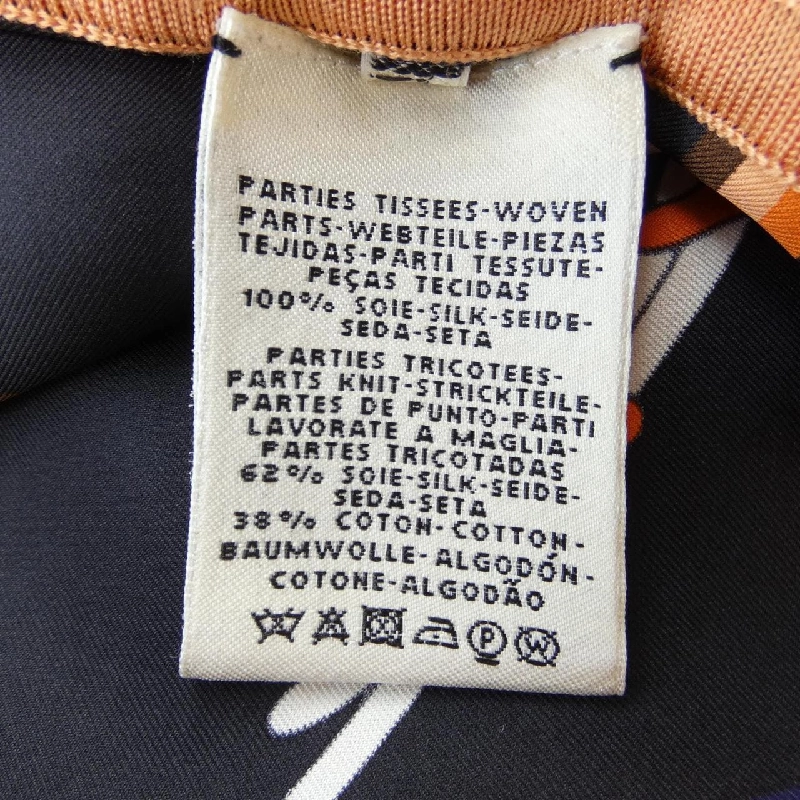 PARTIES TISSEES-WOVEN
PARTS-WEBTEILE-PIEZAS
TEJIDAS-PARTI TESSUTE-
PEÇAS TECIDAS
100% SOIE-SILK-SEIDE-
SEDA-SETA
PARTIES TRICOTEES-
PARTS KNIT-STRICKTEILE-
PARTES DE PUNTO-PARTI
LAVORATE A MAGLIA-
PARTES TRICOTADAS
62% SOIE-SILK-SEIDE-
SEDA-SETA
38% COTON-COTTON-
BAUMWOLLE-ALGODÓN-
COTONE-ALGODÃO
P W